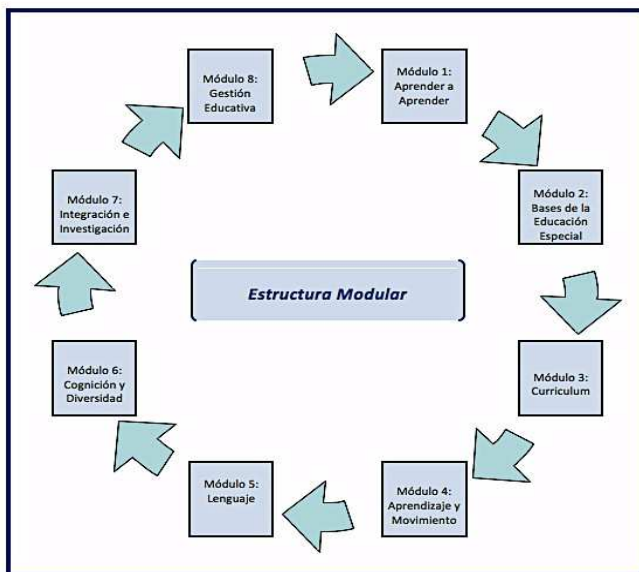 Módulo 8:
Gestión
Educativa
Módulo 1:
Aprender a
Aprender
Módulo 2:
Bases de la
Educación
Especial
Módulo 3:
Curriculum
Módulo 4:
Aprendizaje y
Movimiento
Módulo 5:
Lenguaje
Módulo 6:
Cognición y
Diversidad
Módulo 7:
Integración e
Investigación
Estructura Modular